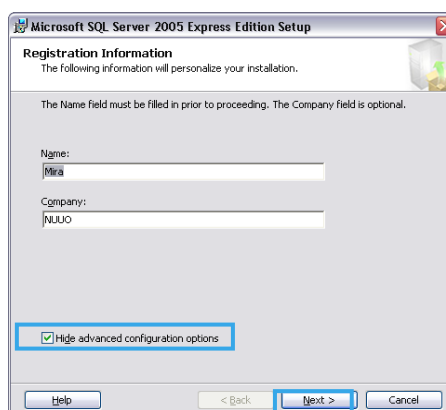 Microsoft SQL Server 2005 Express Edition Setup
Registration Information
The following information will personalize your installation.
The Name field must be filled in prior to proceeding. The Company field is optional.
Name:
Mira
Company:
NUUO
Hide advanced configuration options
Help < Back Next > Cancel